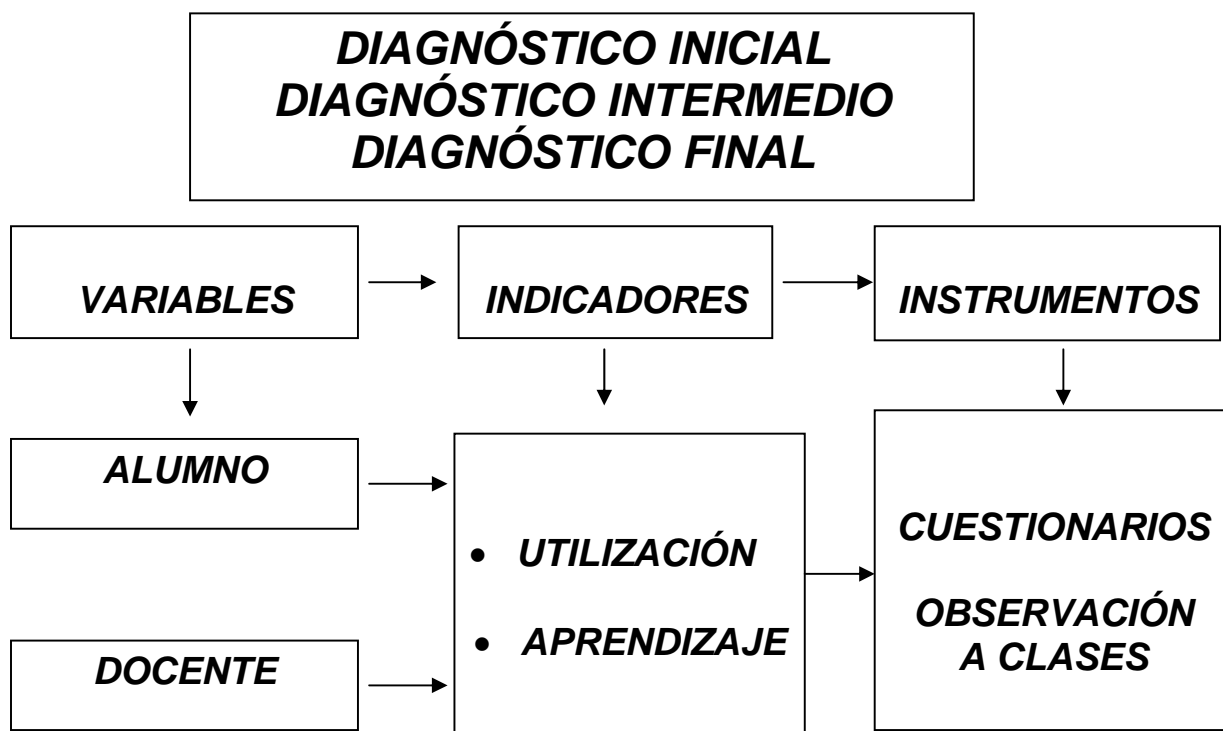 DIAGNÓSTICO INICIAL
DIAGNÓSTICO INTERMEDIO
DIAGNÓSTICO FINAL
VARIABLES
INDICADORES
INSTRUMENTOS
ALUMNO
DOCENTE
• UTILIZACIÓN
• APRENDIZAJE
CUESTIONARIOS
OBSERVACIÓN
A CLASES